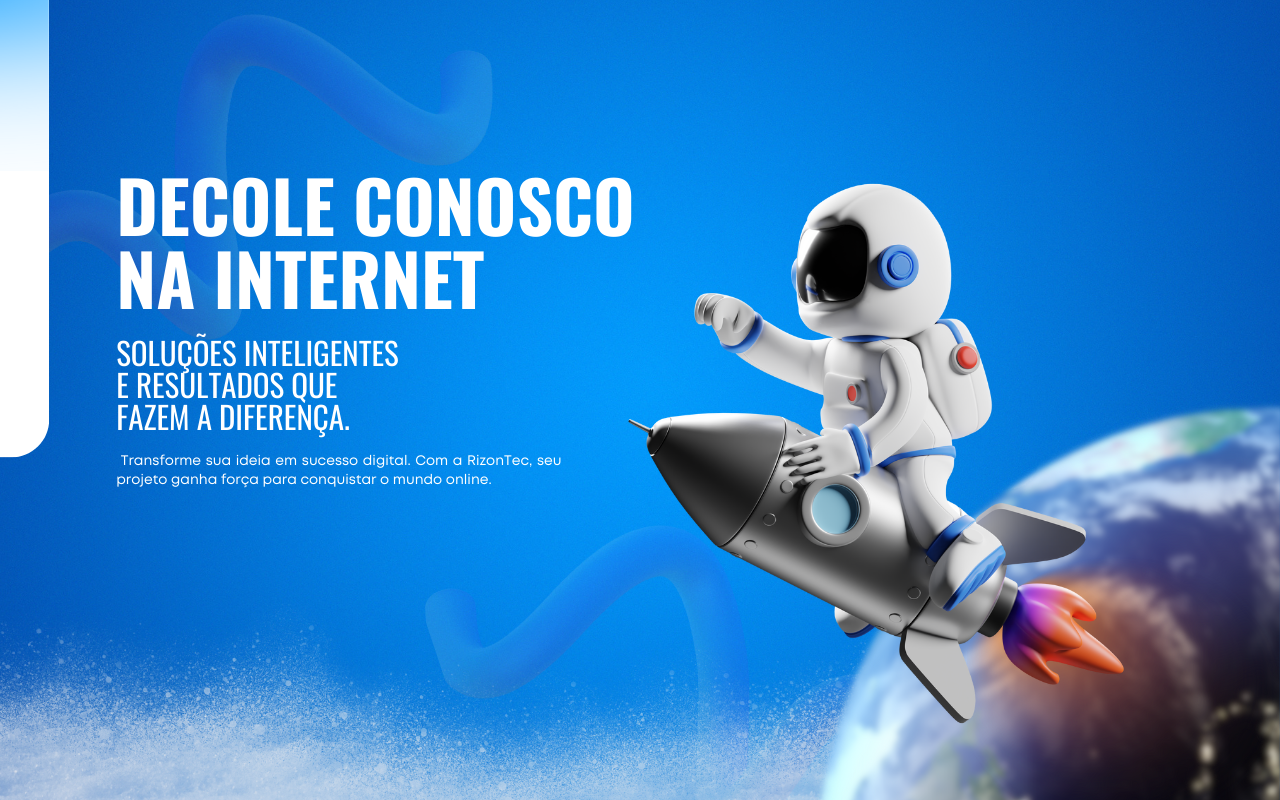 DECOLE CONOSCO
NA INTERNET
SOLUÇÕES INTELIGENTES
E RESULTADOS QUE
FAZEM A DIFERENÇA.
Transforme sua ideia em sucesso digital. Com a RizonTec, seu
projeto ganha força para conquistar o mundo online.